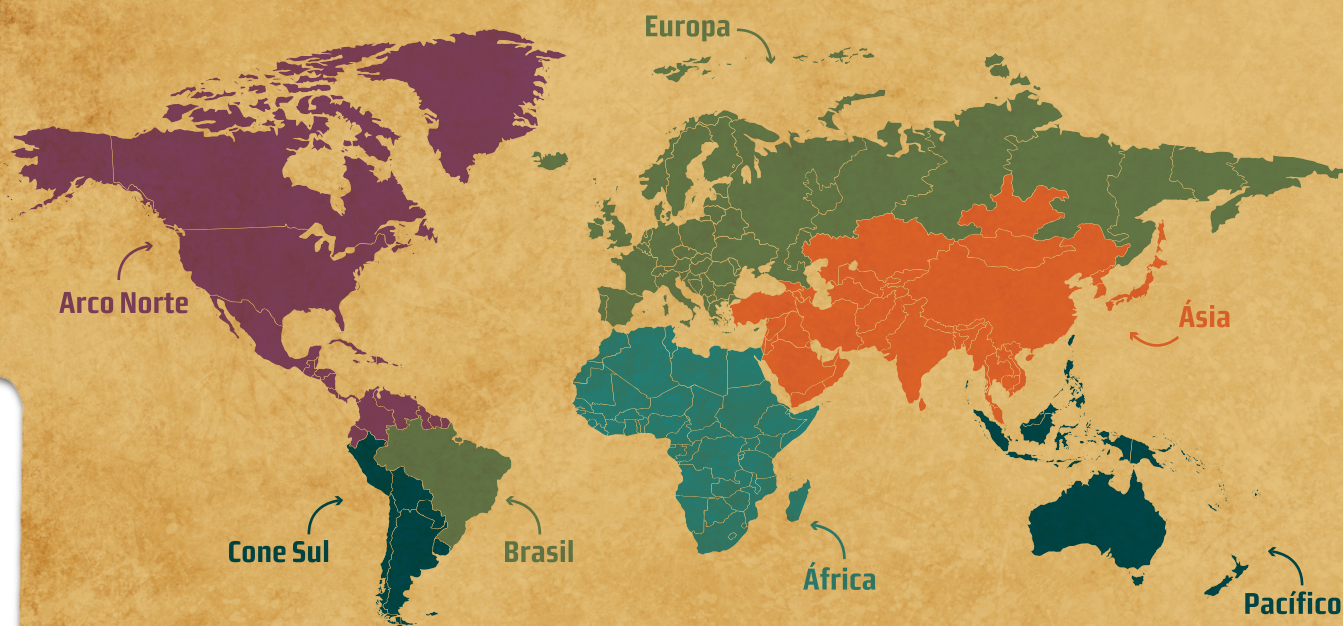 Europa
Arco Norte
Ásia
Cone Sul
Brasil
África
Pacífico